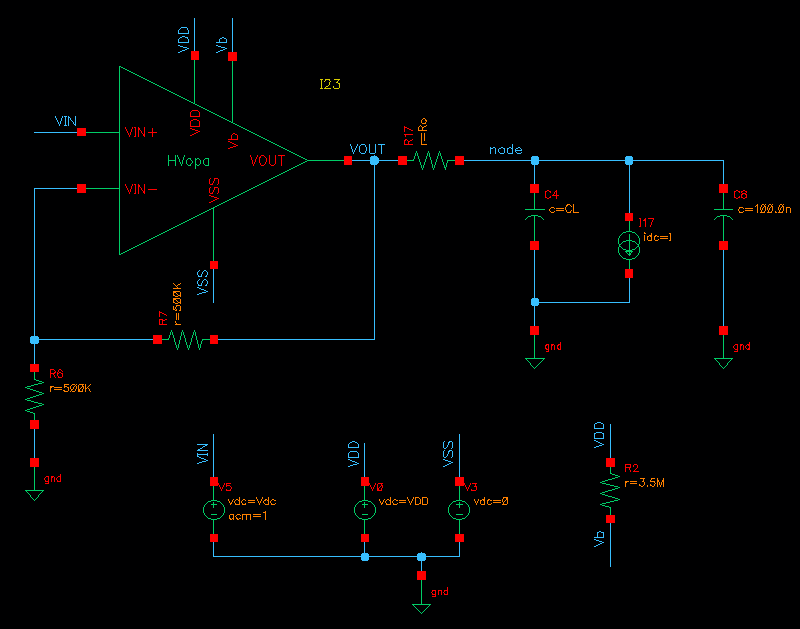 VDD
Vb
I23
VIN
VIN+
VDD
Vb
HVopa
VOUT
VIN-
VSS
VSS
VOUT
R17
r=Ro
node
C4
c=CL
I17
idc=I
C6
c=100.0n
gnd
gnd
R7
r=500K
R6
r=500K
gnd
VIN
V5
vdc=Vdc
acm=1
VDD
V0
vdc=VDD
VSS
V3
vdc=0
gnd
VDD
R2
r=3.5M
Vb